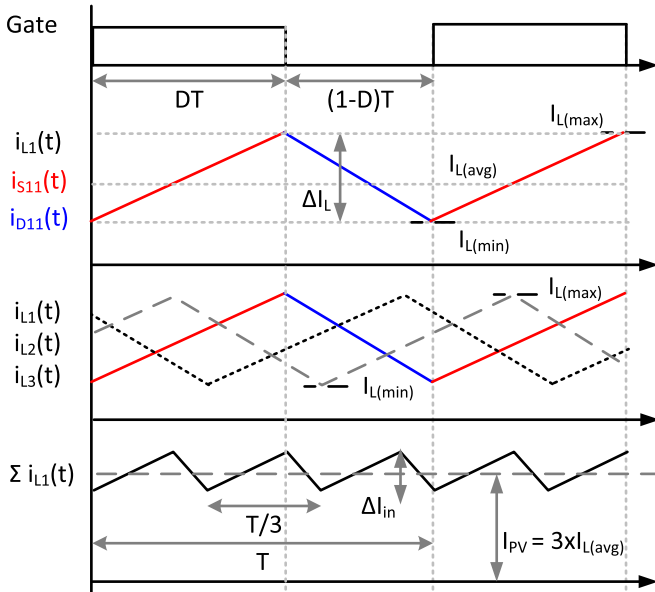 Gate
DT
(1-D)T
iL1(t)
IL(max)
IL(avg)
iS11(t)
ΔIL
iD11(t)
IL(min)
iL1(t)
IL(max)
iL2(t)
iL3(t)
IL(min)
Σ iL1(t)
ΔIin
T/3
IPV = 3xIL(avg)
T